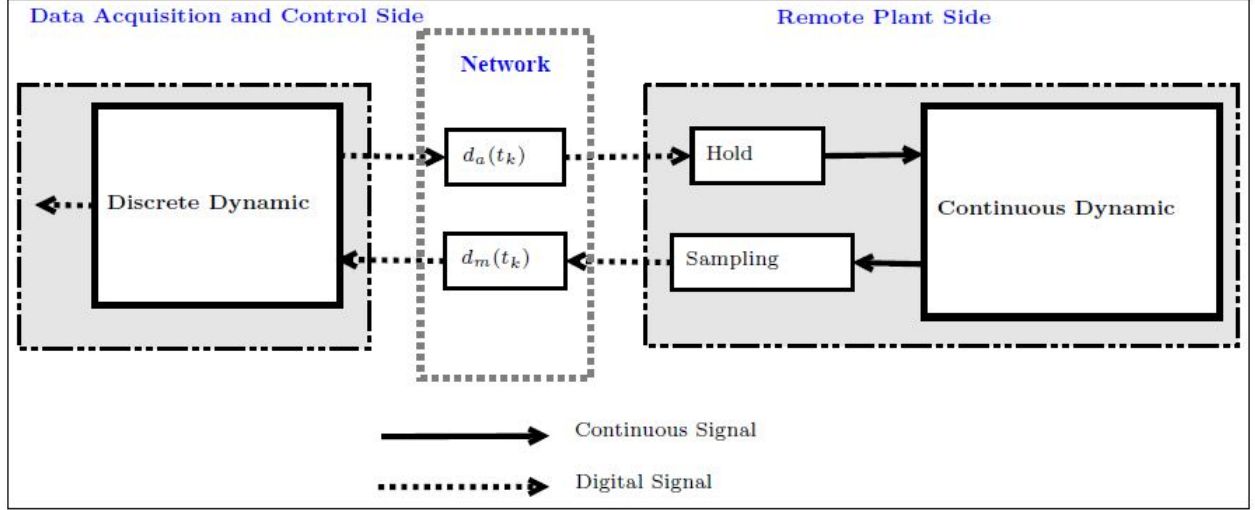 Data Acquisition and Control Side
Remote Plant Side
Network
d_a(t_k)
Hold
Discrete Dynamic
Continuous Dynamic
d_m(t_k)
Sampling
Continuous Signal
Digital Signal